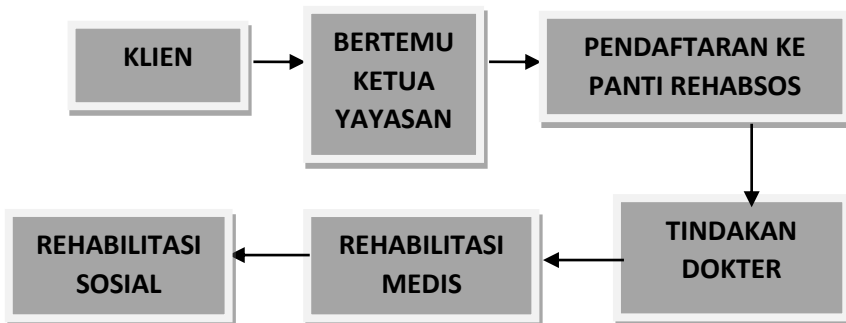 KLIEN
BERTEMU
KETUA
YAYASAN
PENDAFTARAN KE
PANTI REHABSOS
TINDAKAN
DOKTER
REHABILITASI
MEDIS
REHABILITASI
SOSIAL